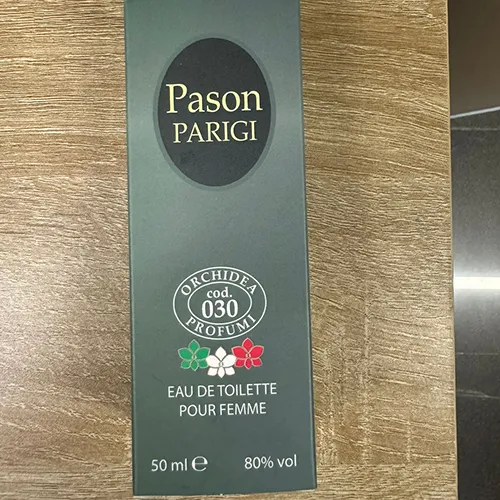 Pason
PARIGI
ORCHIDEA
cod.
030
PROFUMI
EAU DE TOILETTE
POUR FEMME
50 ml ℮ 80% vol